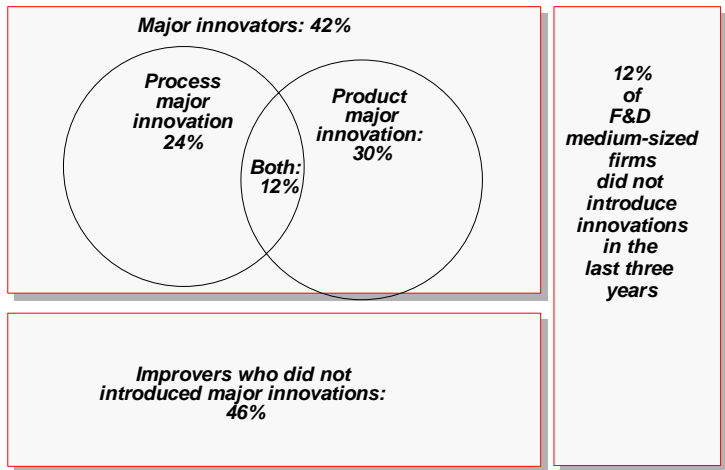 Major innovators: 42%
Process
major
innovation
24%
Product
major
innovation:
30%
Both:
12%
12%
of
F&D
medium-sized
firms
did not
introduce
innovations
in the
last three
years
Improvers who did not
introduced major innovations:
46%